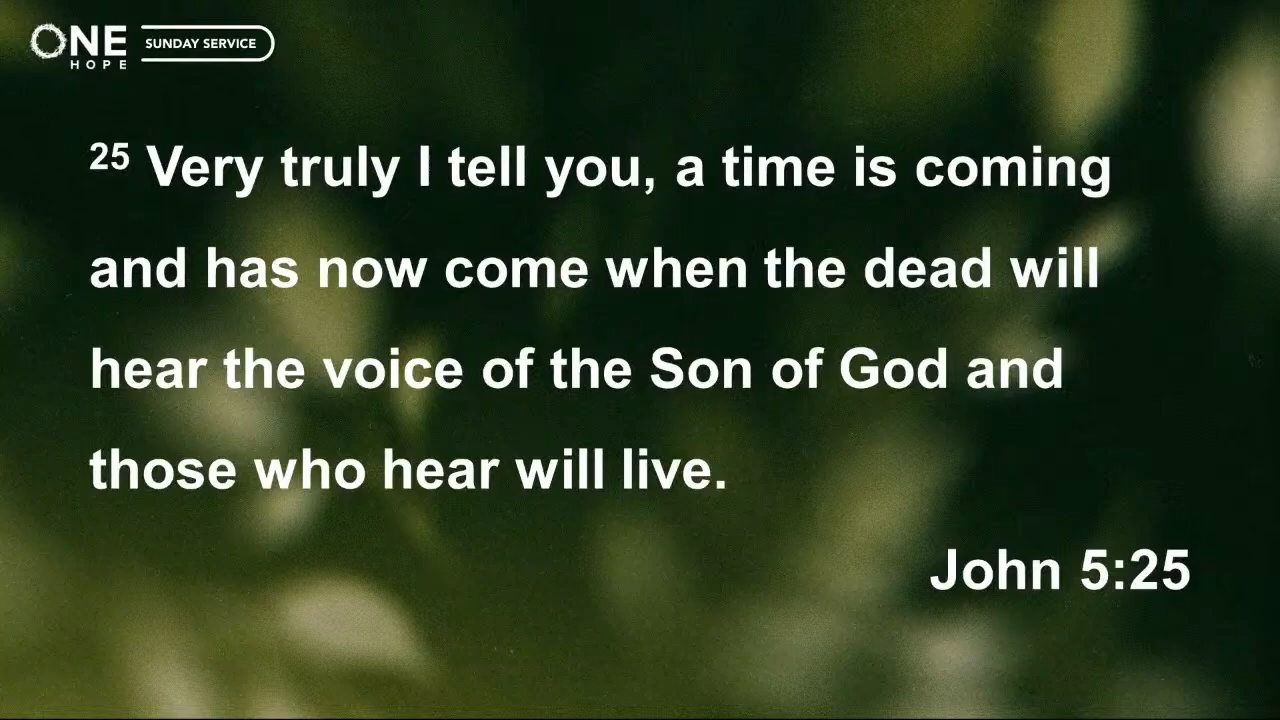 ONE
HOPE
SUNDAY SERVICE
25 Very truly I tell you, a time is coming
and has now come when the dead will
hear the voice of the Son of God and
those who hear will live.
John 5:25